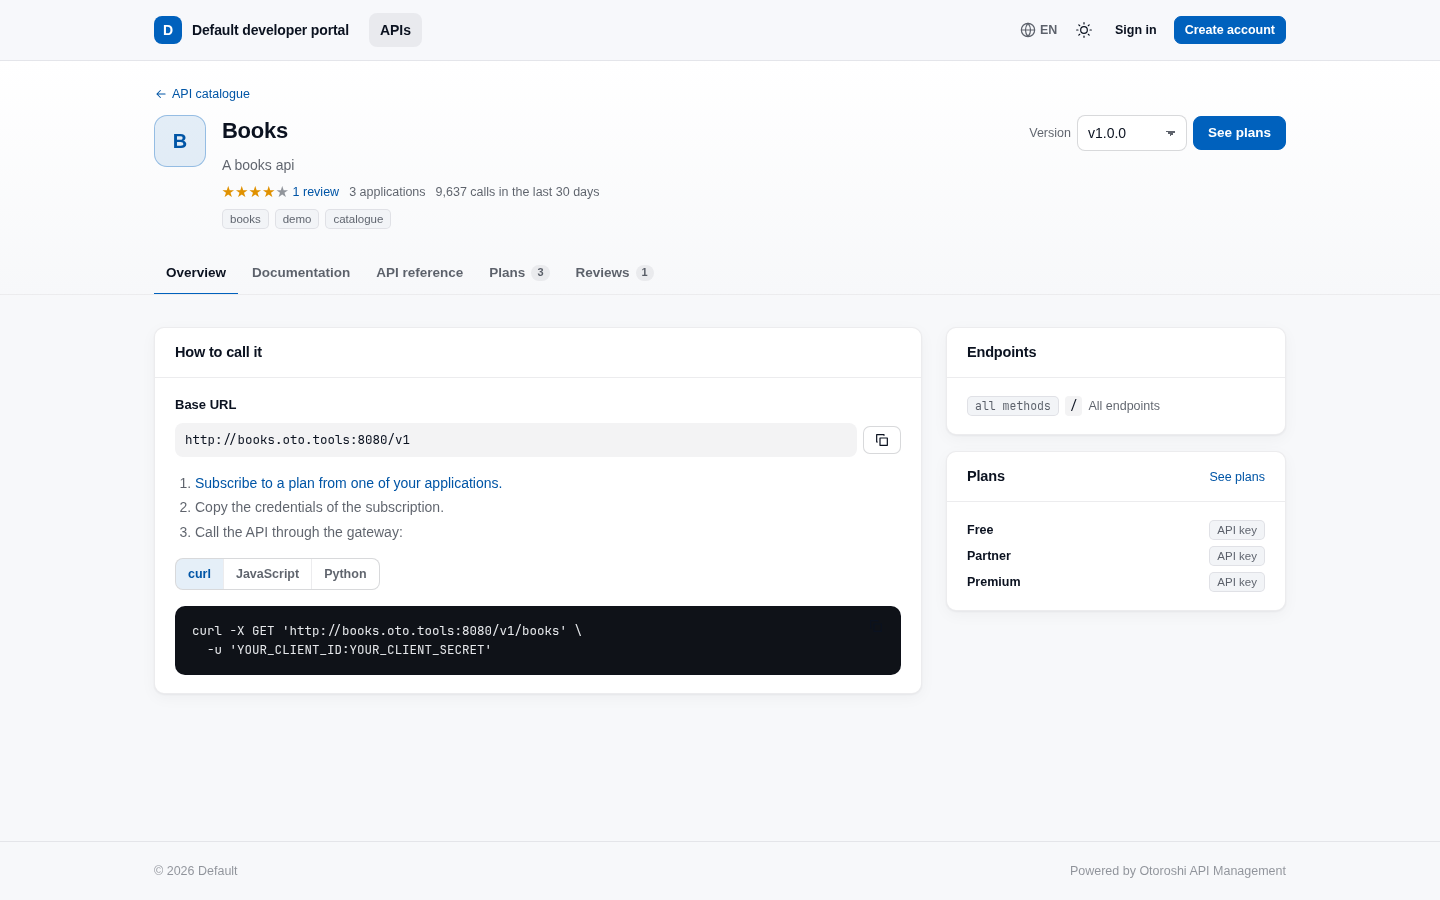 D Default developer portal APIs EN Sign in Create account
API catalogue
B Books Version v1.0.0 See plans
A books api
★★★★★ 1 review 3 applications 9,637 calls in the last 30 days
books demo catalogue
Overview Documentation API reference Plans 3 Reviews 1
How to call it
Base URL
http://books.oto.tools:8080/v1
1. Subscribe to a plan from one of your applications.
2. Copy the credentials of the subscription.
3. Call the API through the gateway:
curl JavaScript Python
curl -X GET 'http://books.oto.tools:8080/v1/books' \
-u 'YOUR_CLIENT_ID:YOUR_CLIENT_SECRET'
Endpoints
all methods / All endpoints
Plans See plans
Free API key
Partner API key
Premium API key
© 2026 Default Powered by Otoroshi API Management